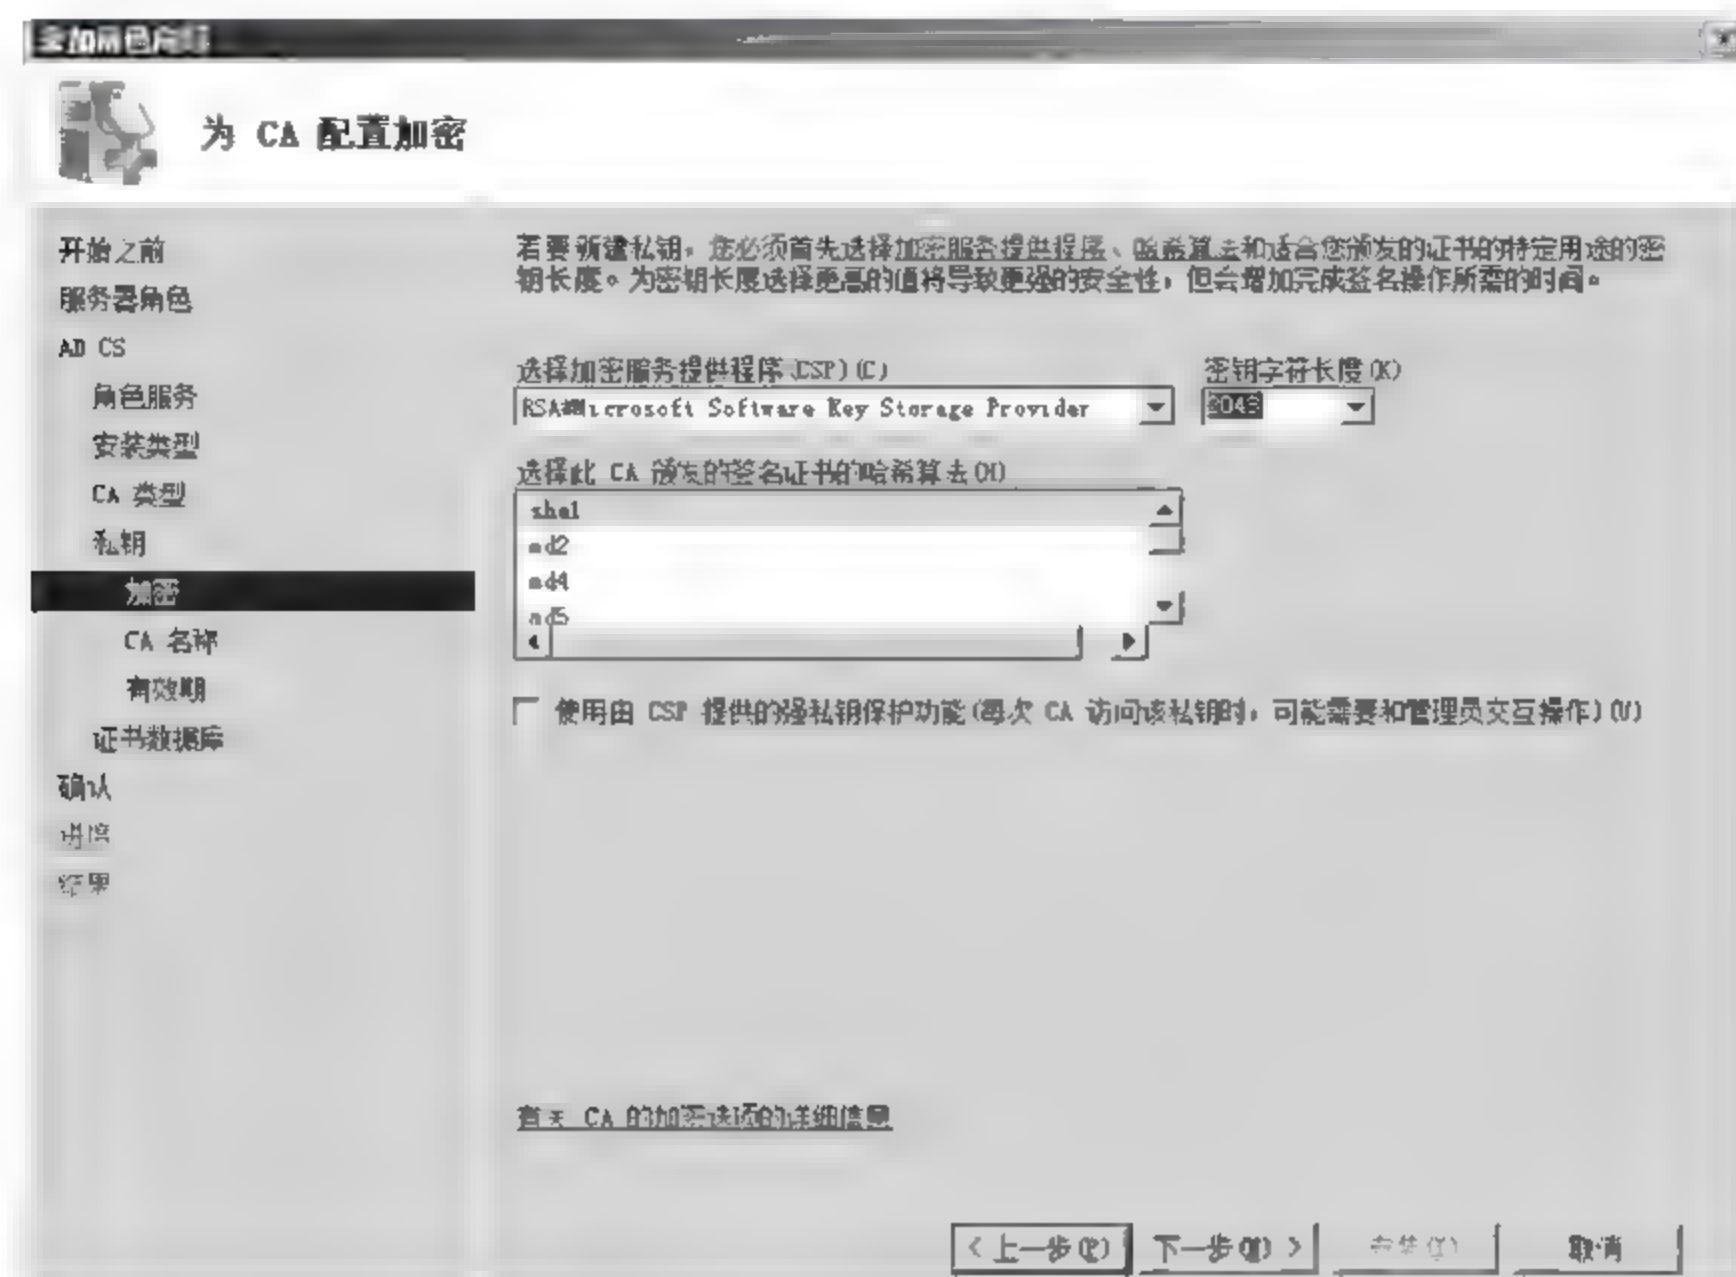 添加角色向导
为 CA 配置加密
开始之前
服务器角色
AD CS
角色服务
安装类型
CA 类型
私钥
加密
CA 名称
有效期
证书数据库
确认
进度
结果
若要新建私钥，您必须首先选择加密服务提供程序、哈希算法和适合您颁发的证书的特定用途的密
钥长度。为密钥长度选择更高的值将导致更强的安全性，但会增加完成签名操作所需的时间。
选择加密服务提供程序(CSP)(C)
密钥字符长度(K)
RSA#Microsoft Software Key Storage Provider
2048
选择此 CA 颁发的签名证书的哈希算法(H)
sha1
md2
md4
md5
使用由 CSP 提供的强私钥保护功能(每次 CA 访问该私钥时，可能需要和管理员交互操作)(U)
有关 CA 的加密选项的详细信息
< 上一步(P)
下一步(N) >
安装(I)
取消